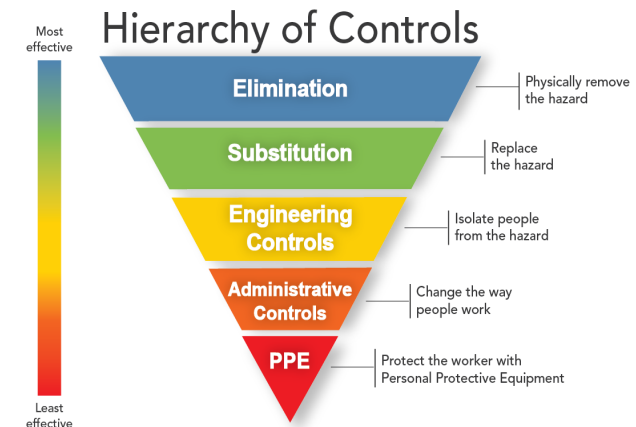 Hierarchy of Controls
Most
effective
Elimination
Physically remove
the hazard
Substitution
Replace
the hazard
Engineering
Controls
Isolate people
from the hazard
Administrative
Controls
Change the way
people work
PPE
Protect the worker with
Personal Protective Equipment
Least
effective